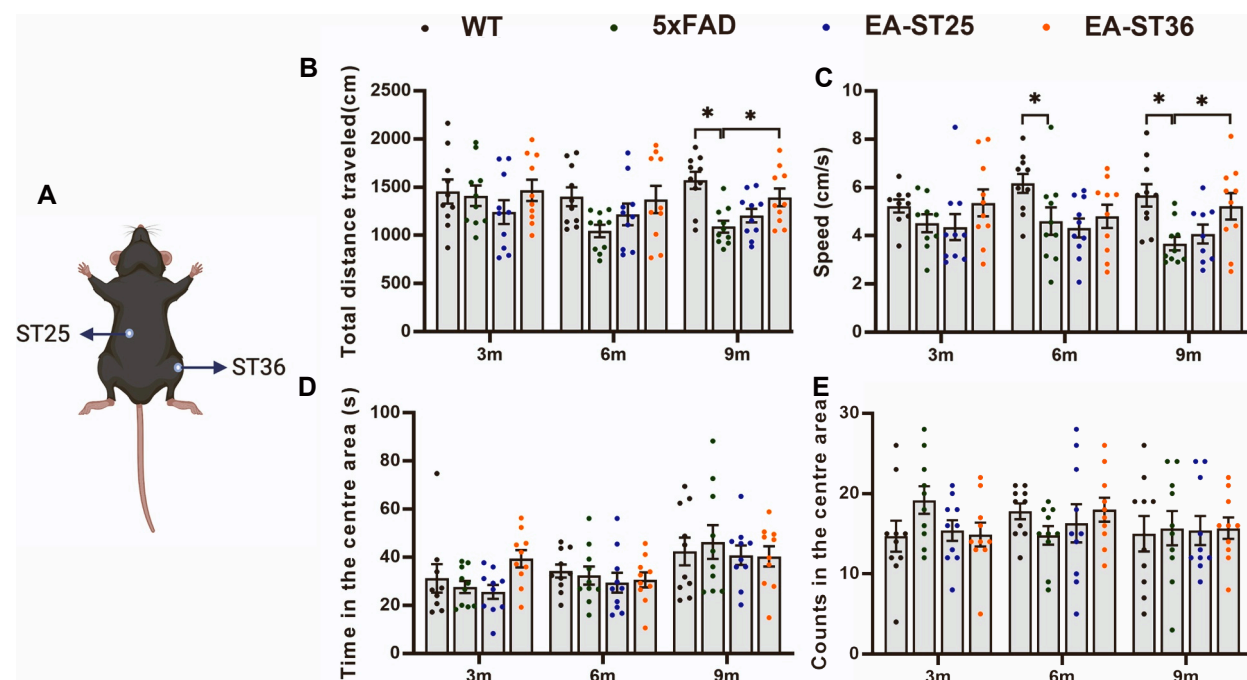 WT 5xFAD EA-ST25 EA-ST36
A
ST25
ST36
B
Total distance traveled(cm)
2500
2000
1500
1000
500
0
* *
3m 6m 9m
C
Speed (cm/s)
10
8
6
4
2
0
* * *
3m 6m 9m
D
Time in the centre area (s)
100
80
60
40
20
0
3m 6m 9m
E
Counts in the centre area
30
20
10
0
3m 6m 9m